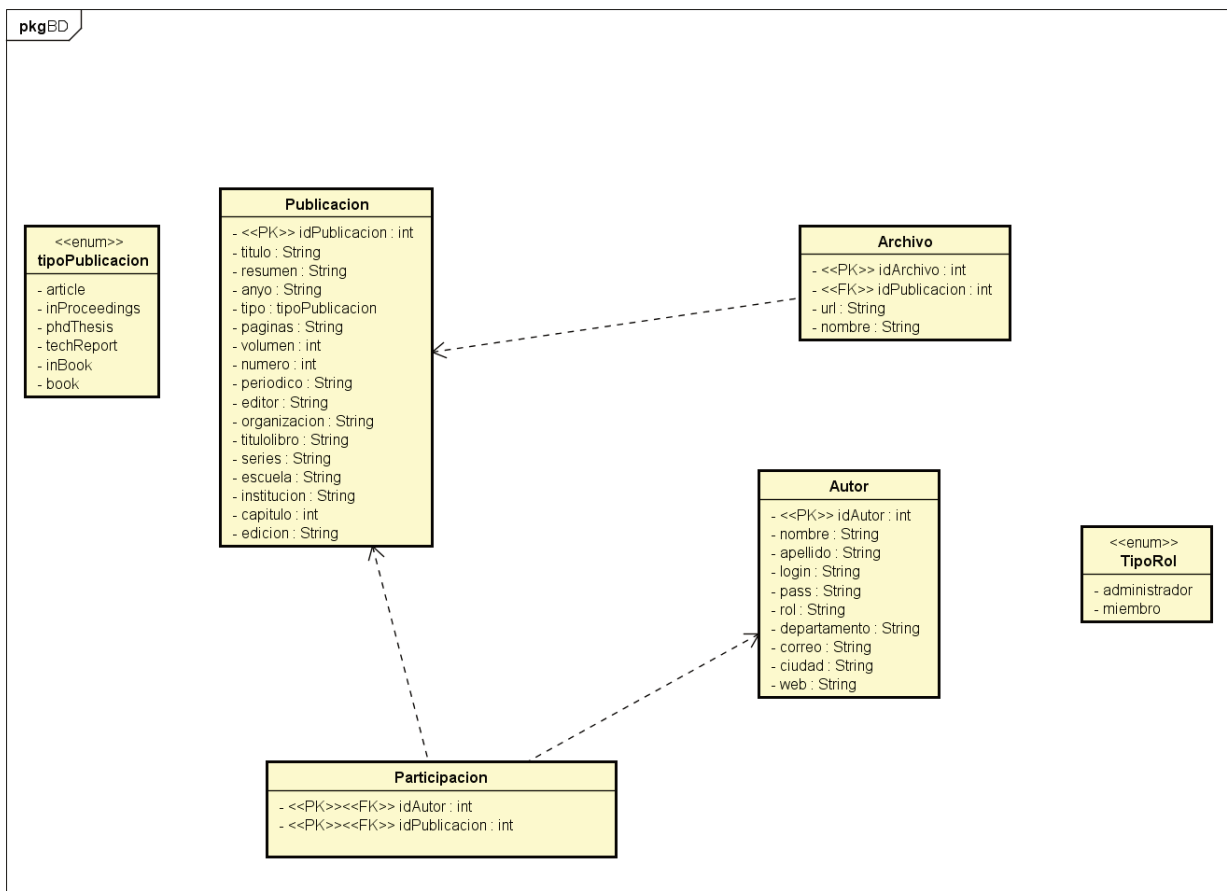 pkgBD
<<enum>>
tipoPublicacion
- article
- inProceedings
- phdThesis
- techReport
- inBook
- book
Publicacion
- <<PK>> idPublicacion : int
- titulo : String
- resumen : String
- anyo : String
- tipo : tipoPublicacion
- paginas : String
- volumen : int
- numero : int
- periodico : String
- editor : String
- organizacion : String
- titulolibro : String
- series : String
- escuela : String
- institucion : String
- capitulo : int
- edicion : String
Archivo
- <<PK>> idArchivo : int
- <<FK>> idPublicacion : int
- url : String
- nombre : String
Autor
- <<PK>> idAutor : int
- nombre : String
- apellido : String
- login : String
- pass : String
- rol : String
- departamento : String
- correo : String
- ciudad : String
- web : String
<<enum>>
TipoRol
- administrador
- miembro
Participacion
- <<PK>><<FK>> idAutor : int
- <<PK>><<FK>> idPublicacion : int